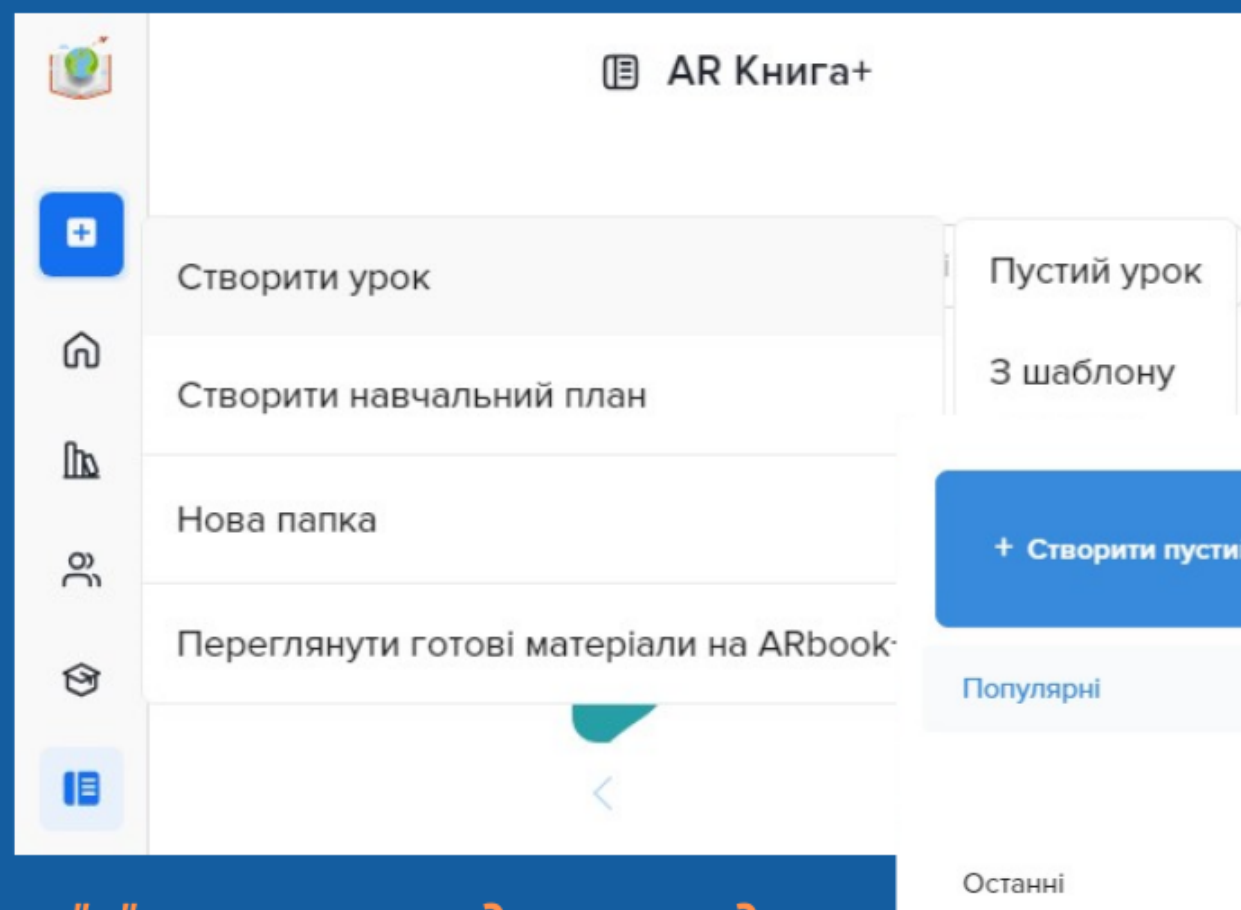 AR Книга+
Створити урок
Пустий урок
Створити навчальний план
З шаблону
Нова папка
+ Створити
Переглянути готові матеріали на ARbook
Популярні
Останні